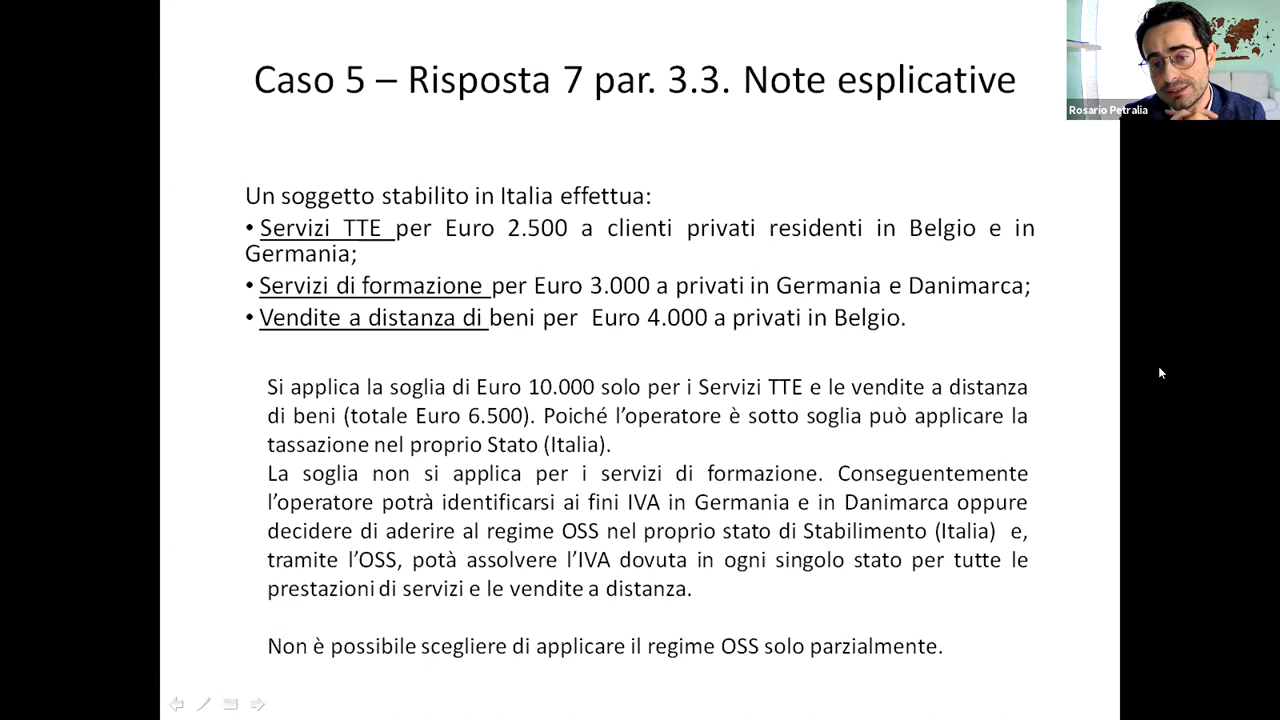 Caso 5 – Risposta 7 par. 3.3. Note esplicative
Rosario Petralia
Un soggetto stabilito in Italia effettua:
• Servizi TTE per Euro 2.500 a clienti privati residenti in Belgio e in
Germania;
• Servizi di formazione per Euro 3.000 a privati in Germania e Danimarca;
• Vendite a distanza di beni per Euro 4.000 a privati in Belgio.
Si applica la soglia di Euro 10.000 solo per i Servizi TTE e le vendite a distanza
di beni (totale Euro 6.500). Poiché l’operatore è sotto soglia può applicare la
tassazione nel proprio Stato (Italia).
La soglia non si applica per i servizi di formazione. Conseguentemente
l’operatore potrà identificarsi ai fini IVA in Germania e in Danimarca oppure
decidere di aderire al regime OSS nel proprio stato di Stabilimento (Italia) e,
tramite l’OSS, potà assolvere l’IVA dovuta in ogni singolo stato per tutte le
prestazioni di servizi e le vendite a distanza.
Non è possibile scegliere di applicare il regime OSS solo parzialmente.